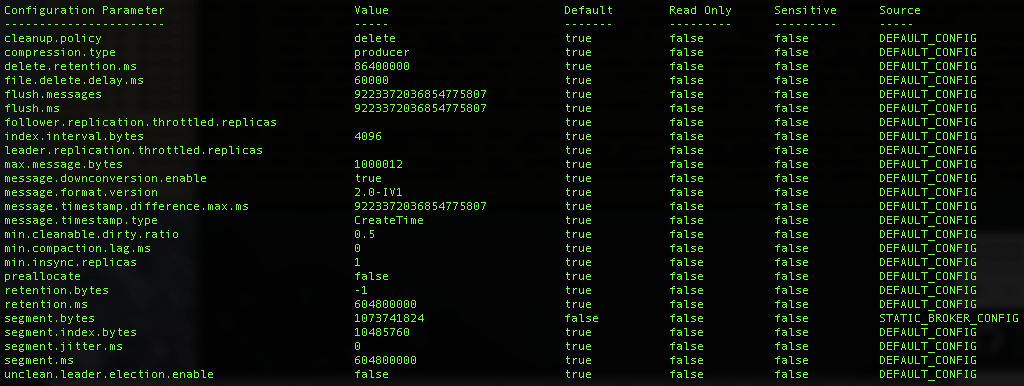 Configuration Parameter Value Default Read Only Sensitive Source
----------------------- ----- ------- --------- --------- -----
cleanup.policy delete true false false DEFAULT_CONFIG
compression.type producer true false false DEFAULT_CONFIG
delete.retention.ms 86400000 true false false DEFAULT_CONFIG
file.delete.delay.ms 60000 true false false DEFAULT_CONFIG
flush.messages 9223372036854775807 true false false DEFAULT_CONFIG
flush.ms 9223372036854775807 true false false DEFAULT_CONFIG
follower.replication.throttled.replicas true false false DEFAULT_CONFIG
index.interval.bytes 4096 true false false DEFAULT_CONFIG
leader.replication.throttled.replicas true false false DEFAULT_CONFIG
max.message.bytes 1000012 true false false DEFAULT_CONFIG
message.downconversion.enable true true false false DEFAULT_CONFIG
message.format.version 2.0-IV1 true false false DEFAULT_CONFIG
message.timestamp.difference.max.ms 9223372036854775807 true false false DEFAULT_CONFIG
message.timestamp.type CreateTime true false false DEFAULT_CONFIG
min.cleanable.dirty.ratio 0.5 true false false DEFAULT_CONFIG
min.compaction.lag.ms 0 true false false DEFAULT_CONFIG
min.insync.replicas 1 true false false DEFAULT_CONFIG
preallocate false true false false DEFAULT_CONFIG
retention.bytes -1 true false false DEFAULT_CONFIG
retention.ms 604800000 true false false DEFAULT_CONFIG
segment.bytes 1073741824 false false false STATIC_BROKER_CONFIG
segment.index.bytes 10485760 true false false DEFAULT_CONFIG
segment.jitter.ms 0 true false false DEFAULT_CONFIG
segment.ms 604800000 true false false DEFAULT_CONFIG
unclean.leader.election.enable false true false false DEFAULT_CONFIG